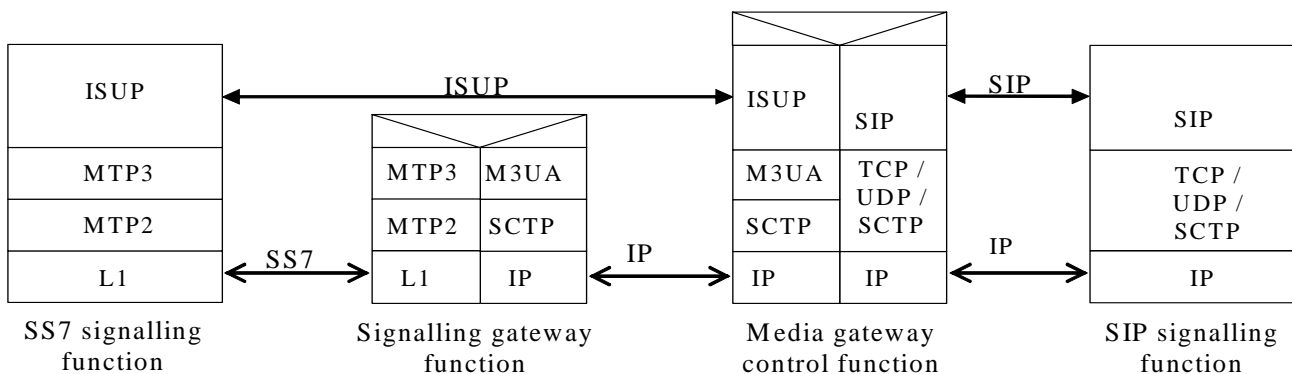 ISUP
MTP3
MTP2
L1
SS7 signalling
function
ISUP
SS7
MTP3
M3UA
MTP2
SCTP
L1
IP
Signalling gateway
function
IP
ISUP
SIP
M3UA
TCP /
UDP /
SCTP
SCTP
IP
IP
Media gateway
control function
SIP
IP
SIP
TCP /
UDP /
SCTP
IP
SIP signalling
function